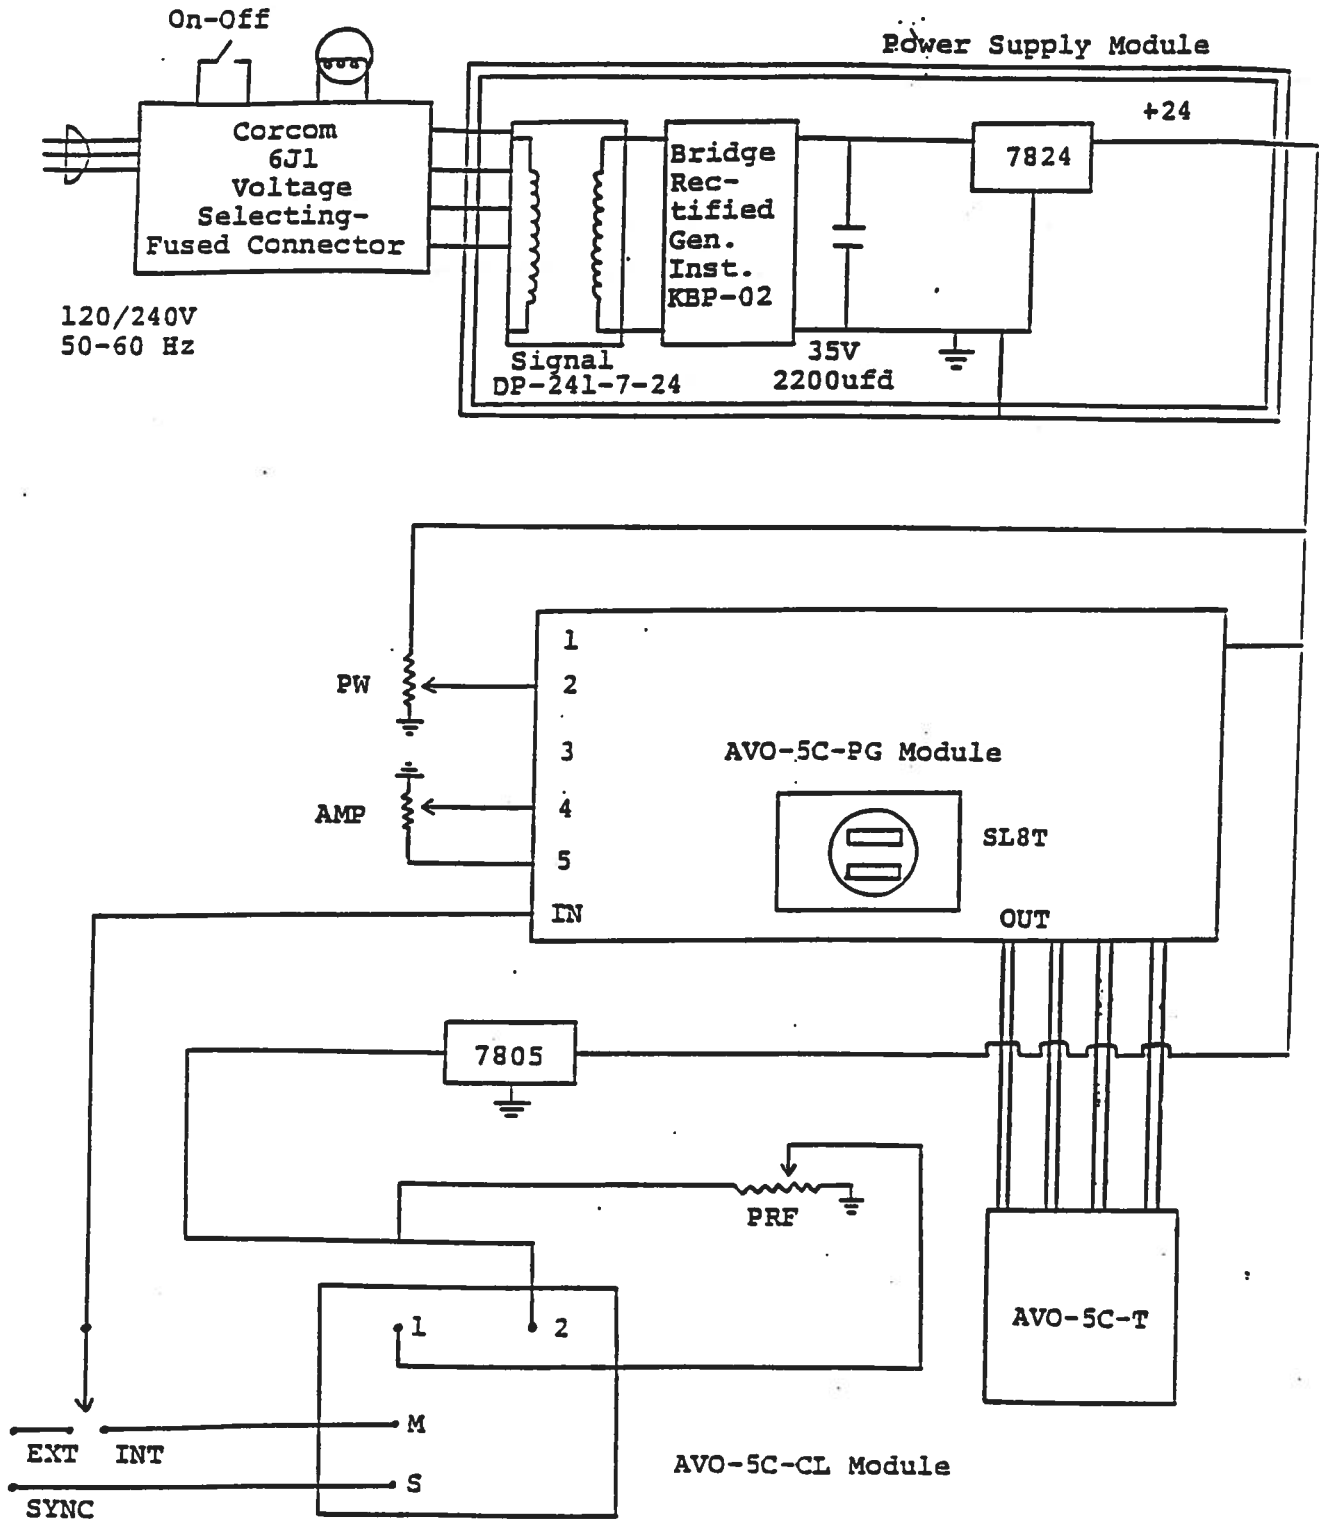 On-Off
Power Supply Module
+24
Corcom
6J1
Voltage
Selecting-
Fused Connector
Bridge
Rec-
tified
Gen.
Inst.
KBP-02
7824
120/240V
50-60 Hz
Signal
DP-241-7-24
35V
2200ufd
1
PW
2
3
AVO-5C-PG Module
AMP
4
SL8T
5
IN
OUT
7805
PRF
1
2
AVO-5C-T
M
EXT
INT
AVO-5C-CL Module
S
SYNC